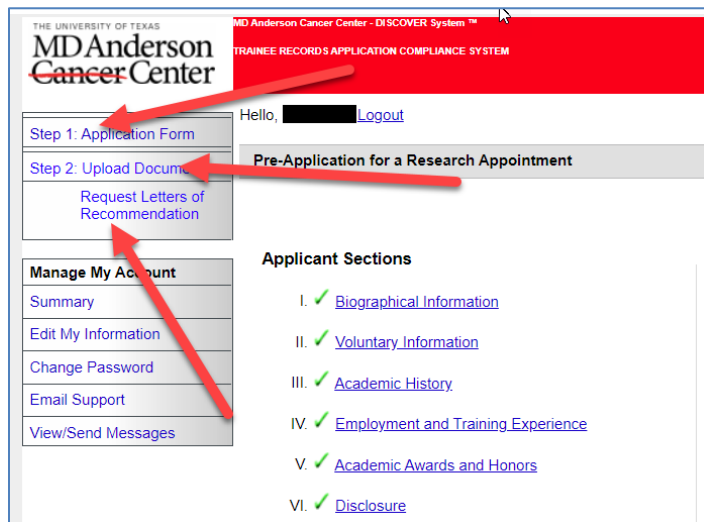 THE UNIVERSITY OF TEXAS
MD Anderson
Cancer Center
MD Anderson Cancer Center - DISCOVER System ™
TRAINEE RECORDS APPLICATION COMPLIANCE SYSTEM
Hello, Logout
Step 1: Application Form
Step 2: Upload
Request Letters of
Recommendation
Manage My Account
Summary
Edit My Information
Change Password
Email Support
View/Send Messages
Pre-Application for a Research Appointment
Applicant Sections
I. Biographical Information
II. Voluntary Information
III. Academic History
IV. Employment and Training Experience
V. Academic Awards and Honors
VI. Disclosure